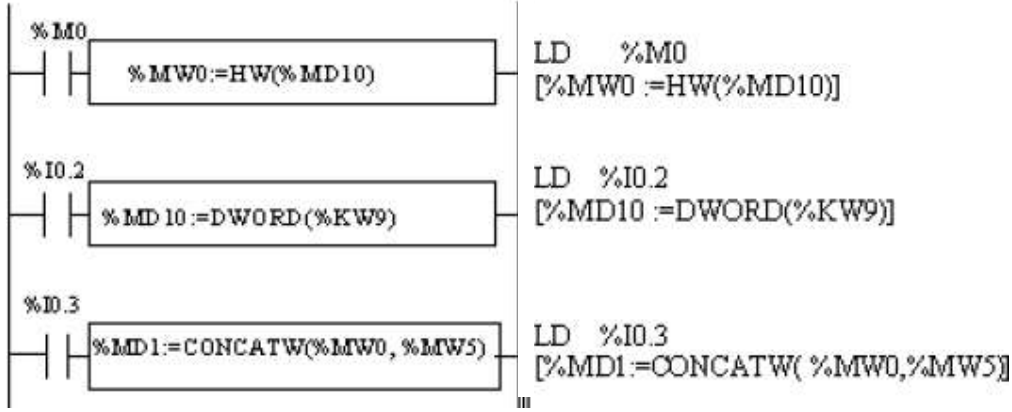 %M0
%MW0:=HW(%MD10)
LD %M0
[%MW0 :=HW(%MD10)]
%I0.2
%MD10:=DWORD(%KW9)
LD %I0.2
[%MD10 :=DWORD(%KW9)]
%I0.3
%MD1:=CONCATW(%MW0, %MW5)
LD %I0.3
[%MD1:=CONCATW( %MW0,%MW5)]